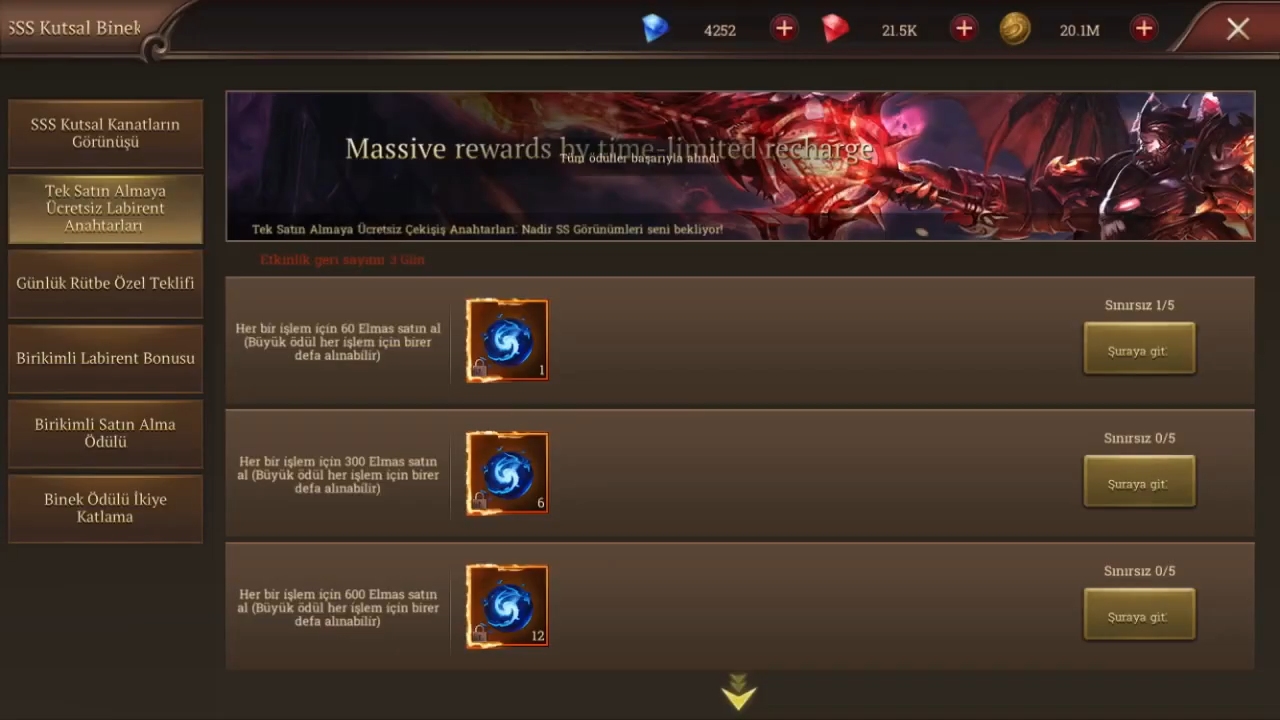 SSS Kutsal Binek
4252
21.5K
20.1M
SSS Kutsal Kanatların
Görünüşü
Tek Satın Almaya
Ücretsiz Labirent
Anahtarları
Günlük Rütbe Özel Teklifi
Birikimli Labirent Bonusu
Birikimli Satın Alma
Ödülü
Binek Ödülü İkiye
Katlama
Massive rewards by time-limited recharge
Tüm ödüller başarıyla alındı
Tek Satın Almaya Ücretsiz Çekişiş Anahtarları: Nadir SS Görünümleri seni bekliyor!
Etkinlik geri sayımı 3 Gün
Her bir işlem için 60 Elmas satın al
(Büyük ödül her işlem için birer
defa alınabilir)
1
Sınırsız 1/5
Şuraya git:
Her bir işlem için 300 Elmas satın
al (Büyük ödül her işlem için birer
defa alınabilir)
6
Sınırsız 0/5
Şuraya git:
Her bir işlem için 600 Elmas satın
al (Büyük ödül her işlem için birer
defa alınabilir)
12
Sınırsız 0/5
Şuraya git: